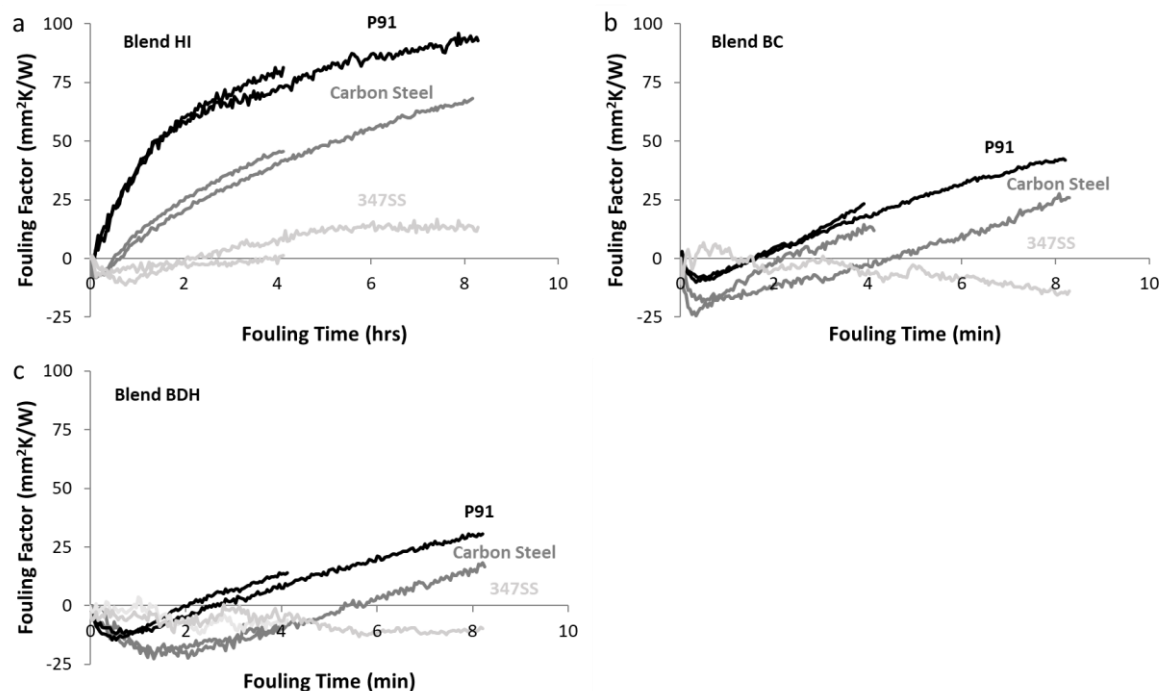 a
Blend HI
P91
Carbon Steel
347SS
Fouling Factor (mm²K/W)
100
75
50
25
0
-25
0
2
4
6
8
10
Fouling Time (hrs)
b
Blend BC
P91
Carbon Steel
347SS
Fouling Factor (mm²K/W)
100
75
50
25
0
-25
0
2
4
6
8
10
Fouling Time (min)
c
Blend BDH
P91
Carbon Steel
347SS
Fouling Factor (mm²K/W)
100
75
50
25
0
-25
0
2
4
6
8
10
Fouling Time (min)